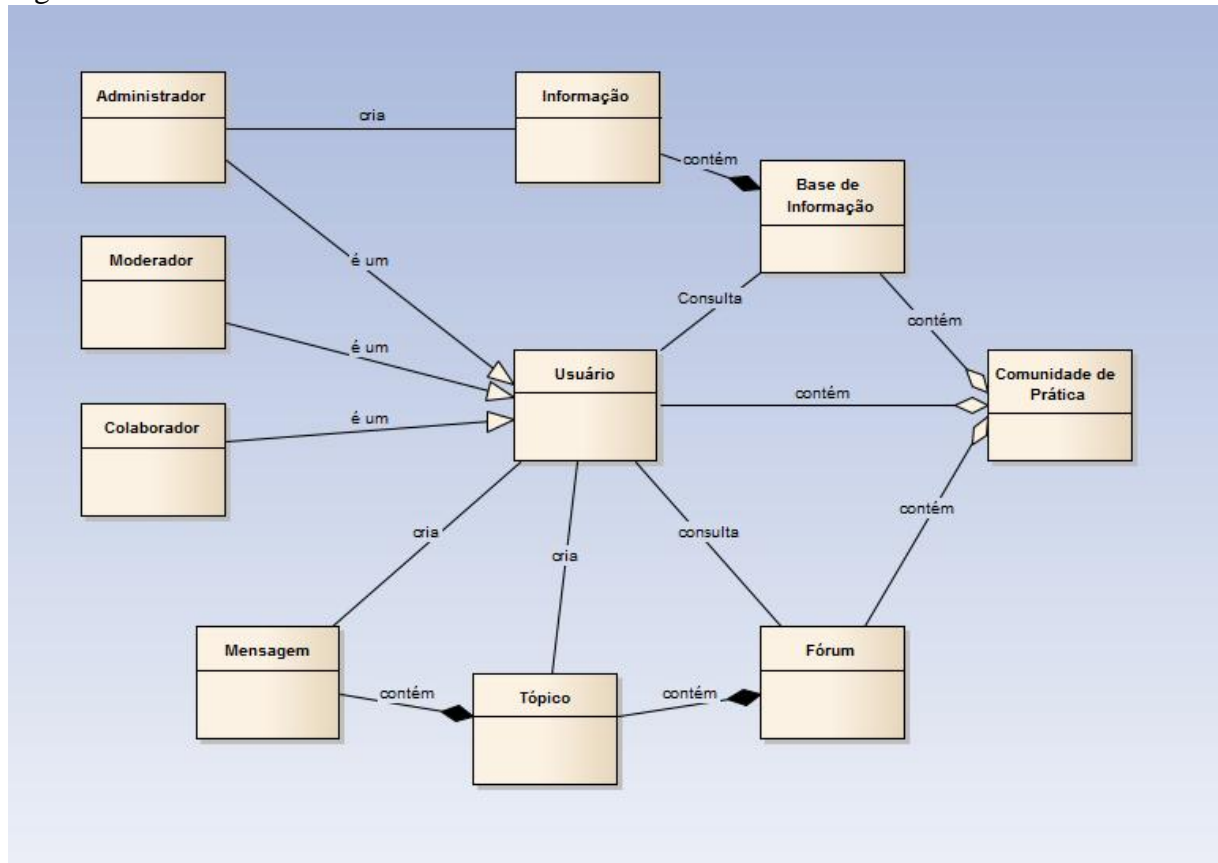 Administrador
Informação
cria
contém
Base de
Informação
Moderador
é um
Consulta
contém
é um
Usuário
Comunidade de
Prática
contém
Colaborador
é um
contém
cria
cria
consulta
Mensagem
Fórum
contém
Tópico
contém